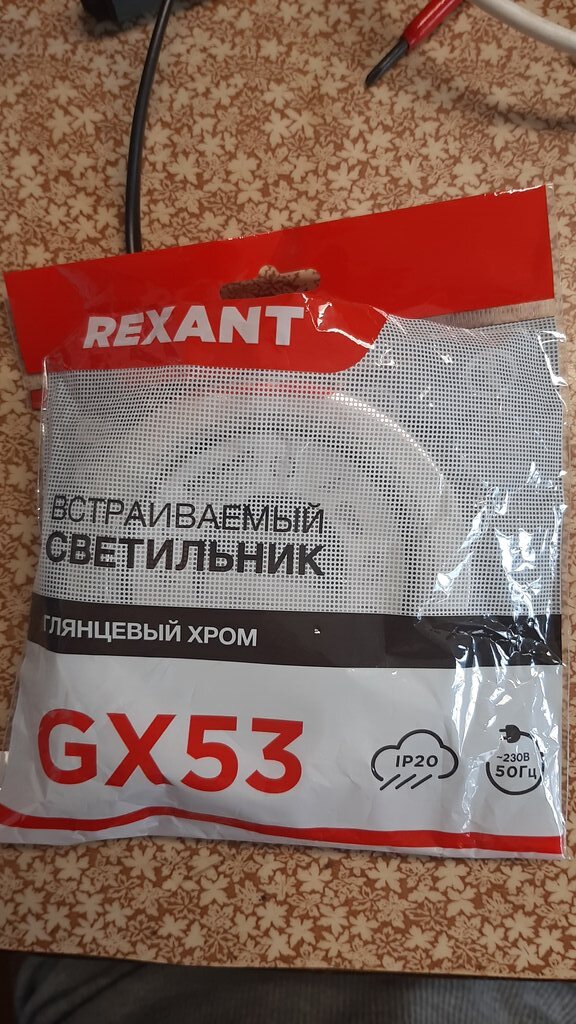 REXANT
ВСТРАИВАЕМЫЙ
СВЕТИЛЬНИК
ГЛЯНЦЕВЫЙ ХРОМ
GX53
IP20
~230В
50Гц